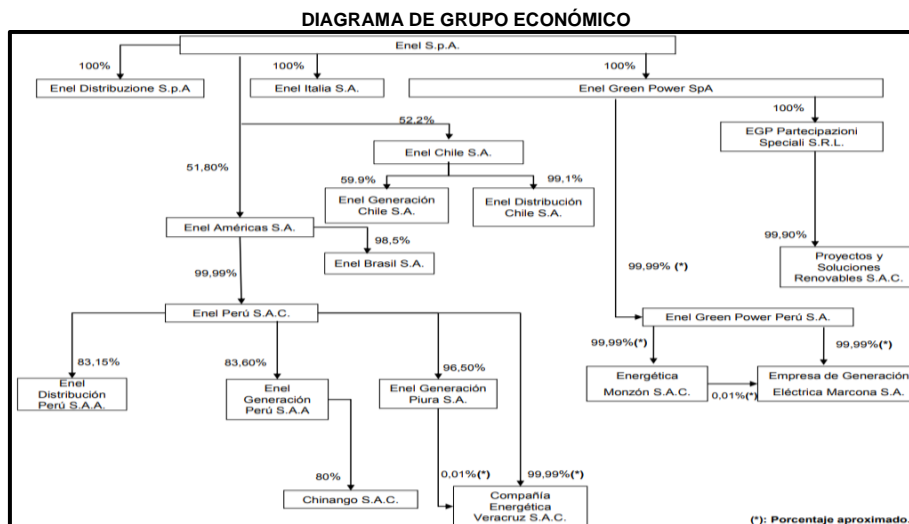 DIAGRAMA DE GRUPO ECONÓMICO
Enel S.p.A.
100%
100%
100%
Enel Distribuzione S.p.A
Enel Italia S.A.
Enel Green Power SpA
52,2%
100%
EGP Partecipazioni
Speciali S.R.L.
Enel Chile S.A.
51,80%
59.9%
99,1%
Enel Generación
Chile S.A.
Enel Distribución
Chile S.A.
Enel Américas S.A.
98,5%
Enel Brasil S.A.
99,90%
Proyectos y
Soluciones
Renovables S.A.C.
99,99%
99,99% (*)
Enel Perú S.A.C.
Enel Green Power Perú S.A.
99,99%(*)
99,99%(*)
83,15%
83,60%
96,50%
Enel
Distribución
Perú S.A.A.
Enel
Generación
Perú S.A.A
Enel Generación
Piura S.A.
Energética
Monzón S.A.C.
0,01%(*)
Empresa de Generación
Eléctrica Marcona S.A.
80%
0,01%(*)
99,99%(*)
Chinango S.A.C.
Compañía
Energética
Veracruz S.A.C.
(*): Porcentaje aproximado.